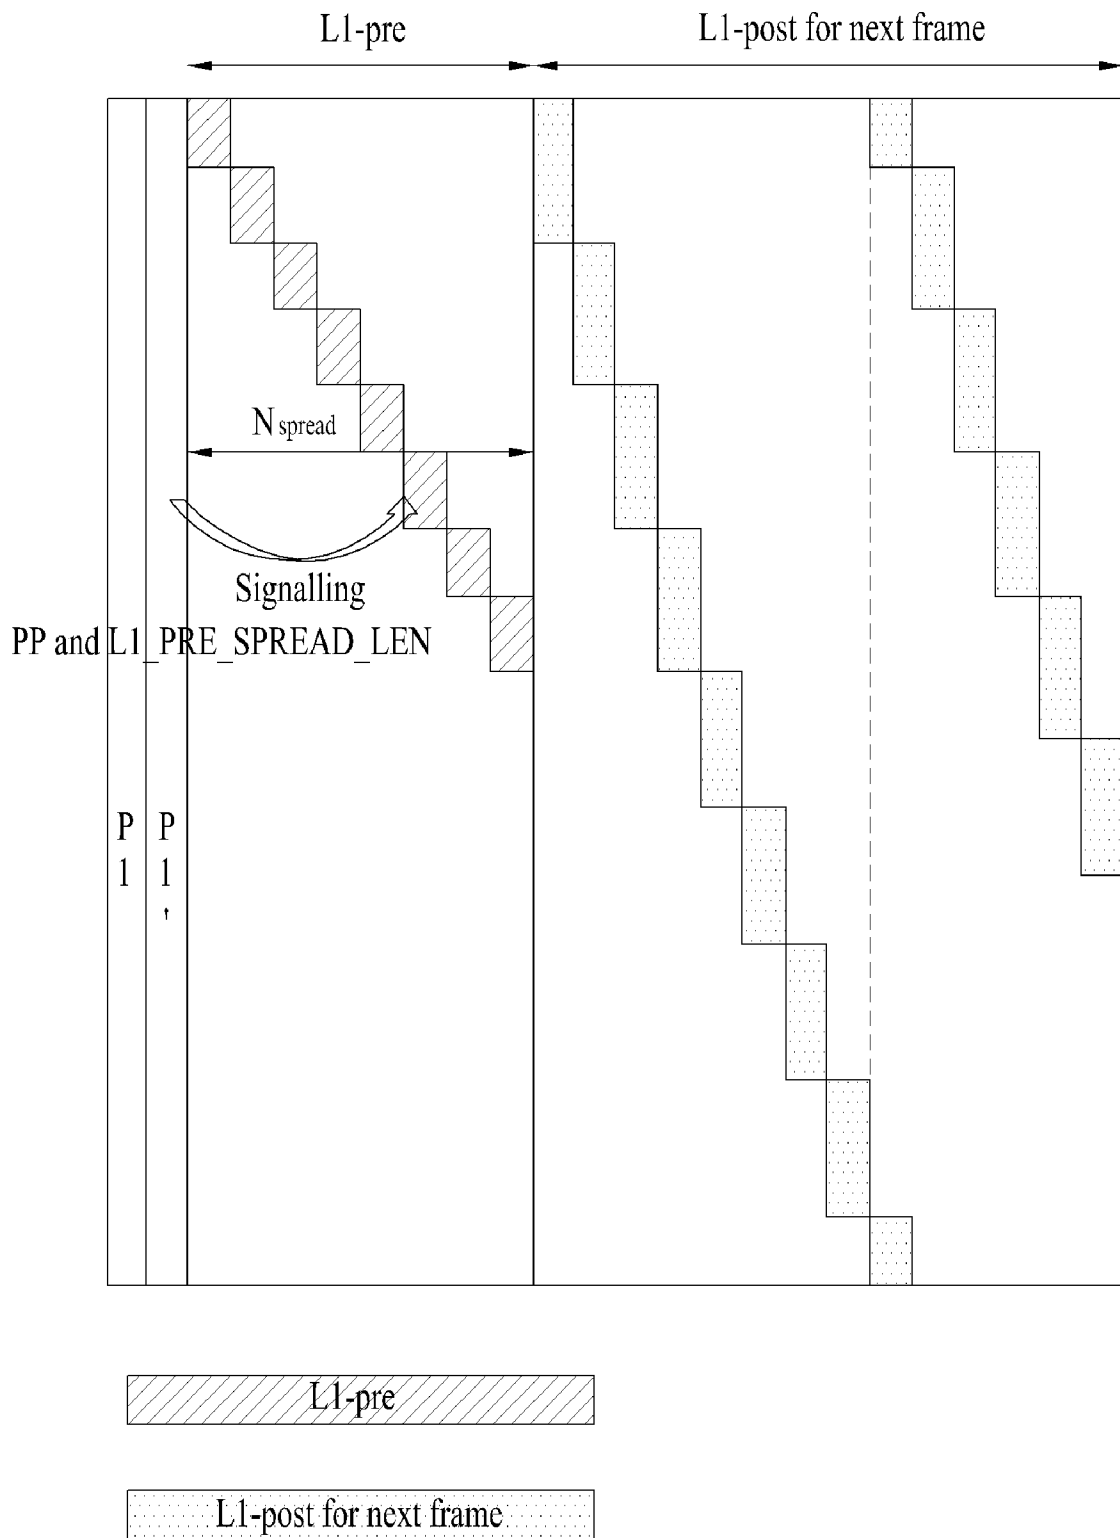 L1-pre
L1-post for next frame
N spread
Signalling
PP and L1_PRE_SPREAD_LEN
P
1
P
1
'
L1-pre
L1-post for next frame